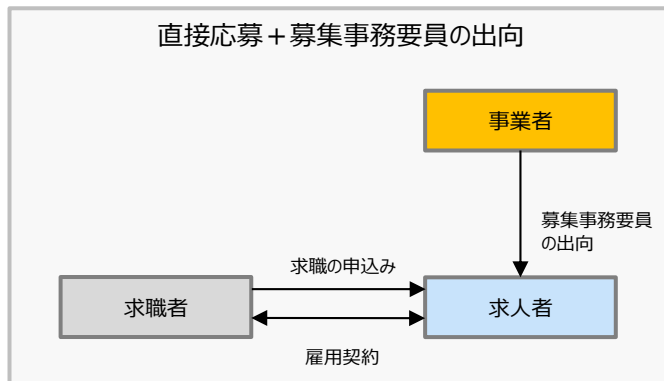 直接応募＋募集事務要員の出向
事業者
募集事務要員
の出向
求職の申込み
求職者
求人者
雇用契約